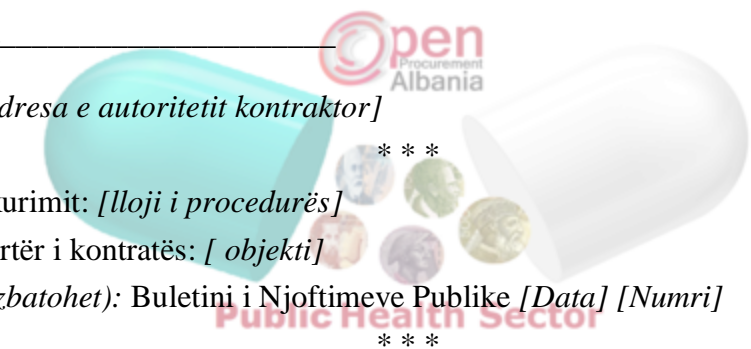 Open
Procurement
Albania
dresa e autoritetit kontraktor]
* * *
urimit: [lloji i procedurës]
rtër i kontratës: [ objekti]
zbatohet): Buletini i Njoftimeve Publike [Data] [Numri]
Public Health Sector
* * *